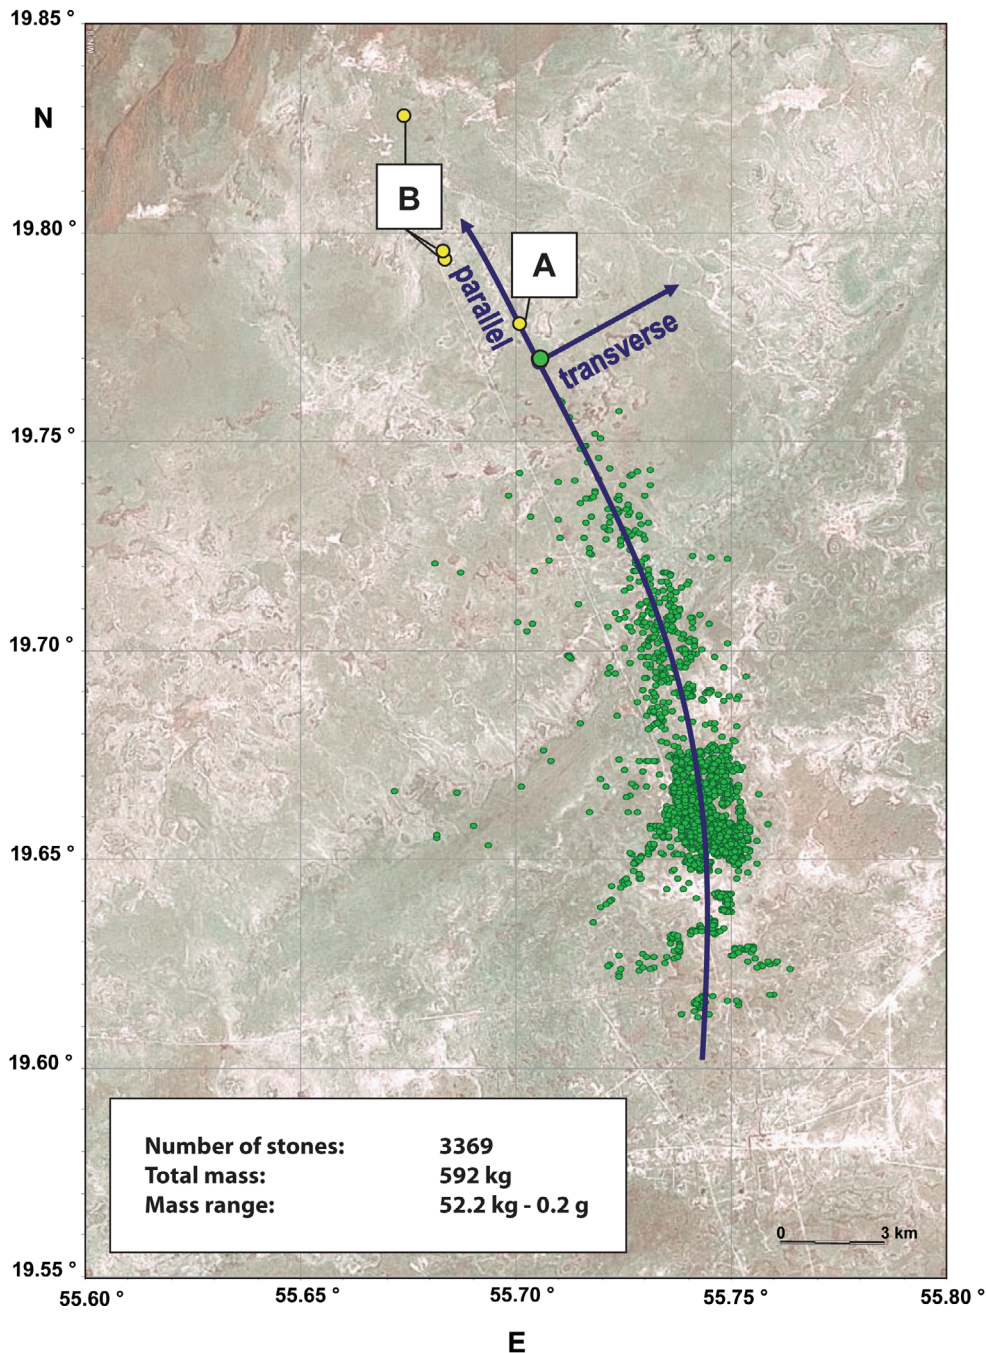 19.85 °
N
B
19.80 °
A
parallel
transverse
19.75 °
19.70 °
19.65 °
19.60 °
Number of stones: 3369
Total mass: 592 kg
Mass range: 52.2 kg - 0.2 g
0 3 km
19.55 °
55.60 ° 55.65 ° 55.70 ° 55.75 ° 55.80 °
E